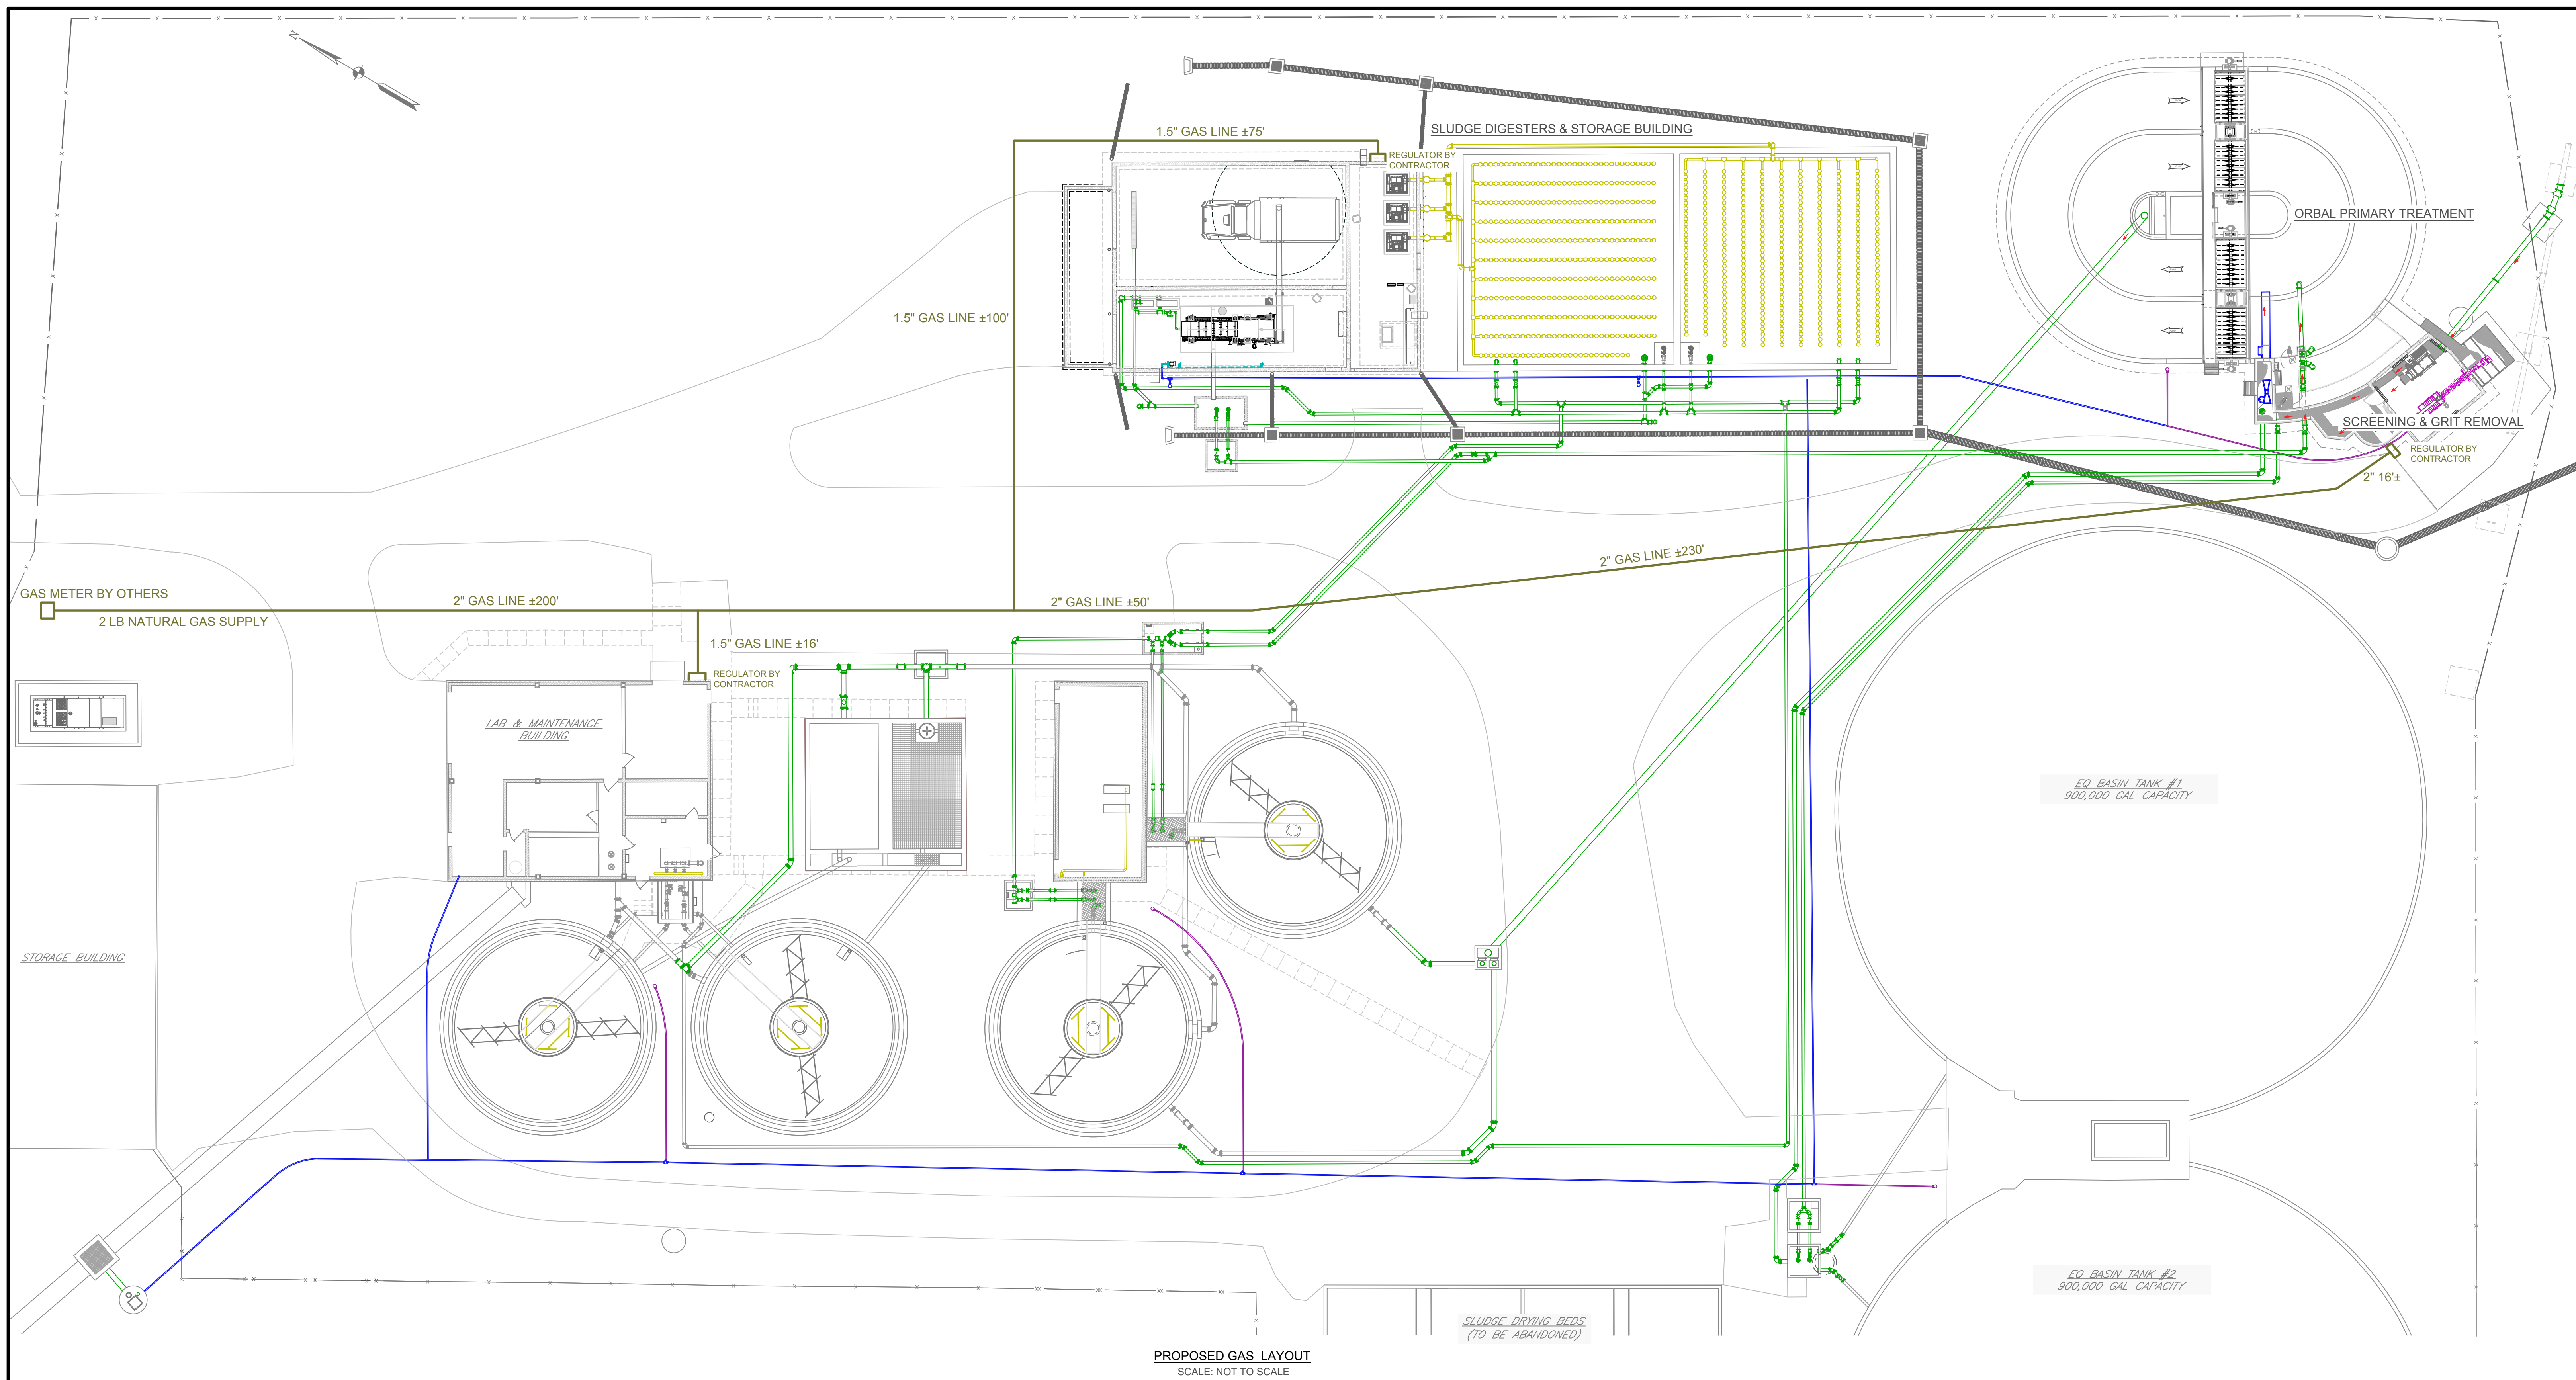 N
1.5" GAS LINE ±75'
SLUDGE DIGESTERS & STORAGE BUILDING
REGULATOR BY
CONTRACTOR
ORBAL PRIMARY TREATMENT
1.5" GAS LINE ±100'
SCREENING & GRIT REMOVAL
REGULATOR BY
CONTRACTOR
2" 16'±
2" GAS LINE ±230'
GAS METER BY OTHERS
2" GAS LINE ±200'
2" GAS LINE ±50'
2 LB NATURAL GAS SUPPLY
1.5" GAS LINE ±16'
REGULATOR BY
CONTRACTOR
LAB & MAINTENANCE
BUILDING
EQ BASIN TANK #1
900,000 GAL CAPACITY
STORAGE BUILDING
EQ BASIN TANK #2
900,000 GAL CAPACITY
SLUDGE DRYING BEDS
(TO BE ABANDONED)
PROPOSED GAS LAYOUT
SCALE: NOT TO SCALE